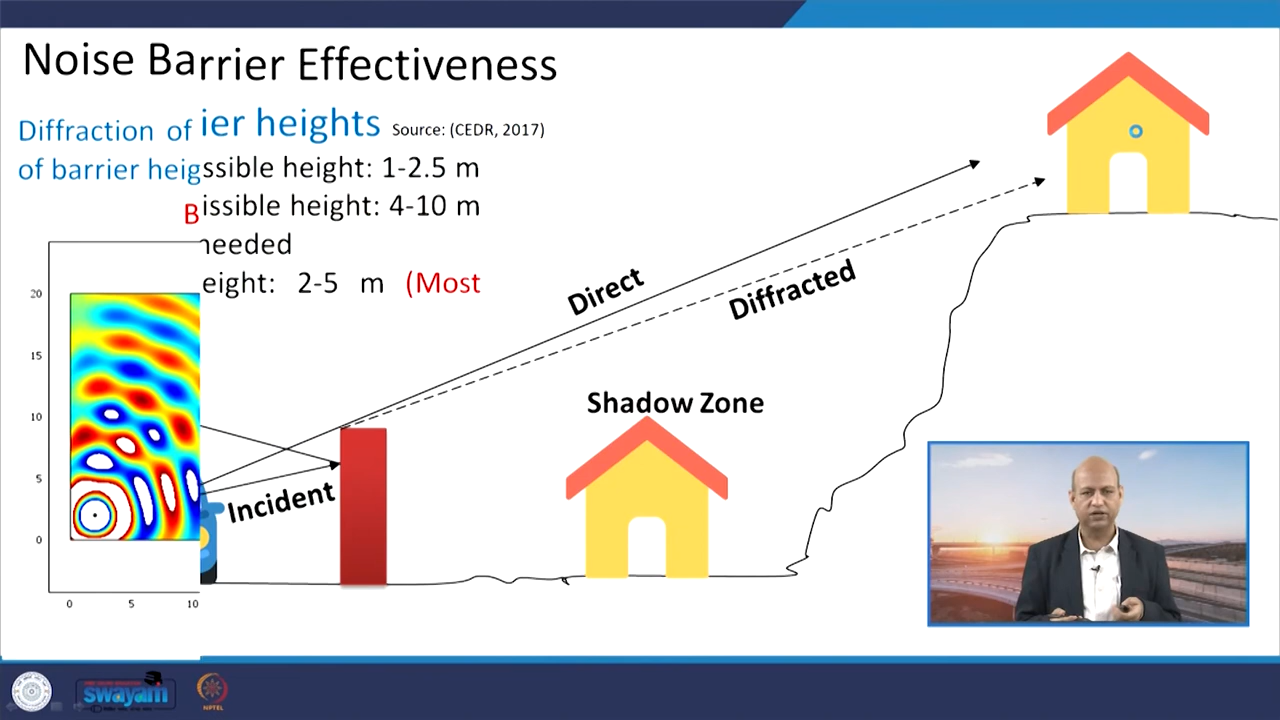 Noise Barrier Effectiveness
Diffraction of
of barrier heig
B
ier heights Source: (CEDR, 2017)
ssible height: 1-2.5 m
issible height: 4-10 m
needed
eight: 2-5 m (Most
Direct
Diffracted
Shadow Zone
Incident
20
15
10
5
0
0 5 10
swayam
NPTEL